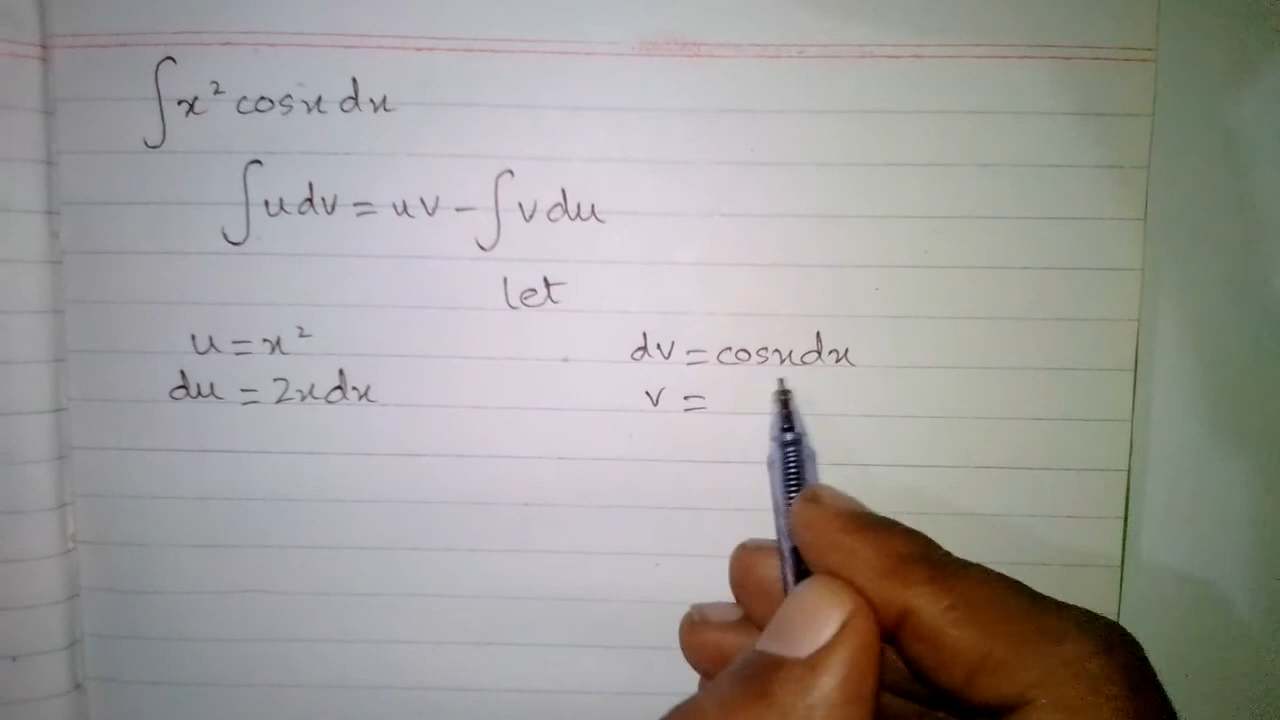 ∫x² cosx dx
∫u dv = uv - ∫v du
let
u = x²
dv = cosx dx
du = 2x dx
v =